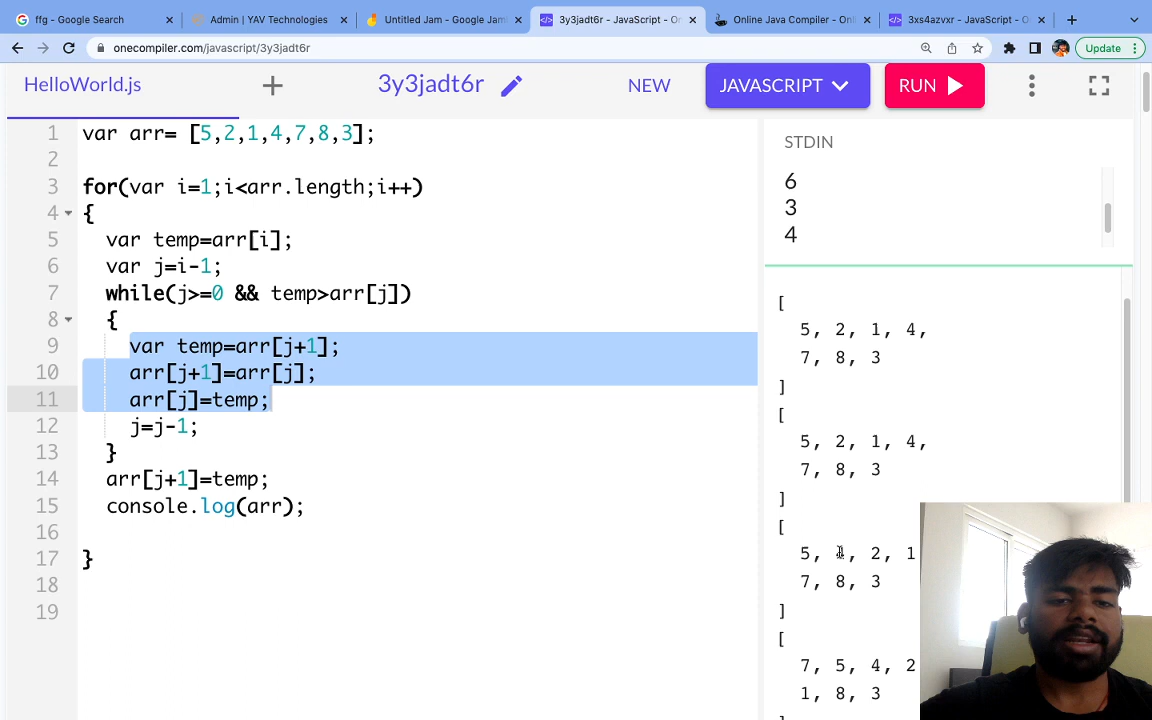 ffg - Google Search
Admin | YAV Technologies
Untitled Jam - Google Jam
3y3jadt6r - JavaScript - On
Online Java Compiler - Onl
3xs4azvxr - JavaScript - O
onecompiler.com/javascript/3y3jadt6r
Update
HelloWorld.js
3y3jadt6r
NEW
JAVASCRIPT
RUN
1 var arr= [5,2,1,4,7,8,3];
2
3 for(var i=1;i<arr.length;i++)
4 {
5 var temp=arr[i];
6 var j=i-1;
7 while(j>=0 && temp>arr[j])
8 {
9 var temp=arr[j+1];
10 arr[j+1]=arr[j];
11 arr[j]=temp;
12 j=j-1;
13 }
14 arr[j+1]=temp;
15 console.log(arr);
16
17 }
18
19
STDIN
6
3
4
[
5, 2, 1, 4,
7, 8, 3
]
[
5, 2, 1, 4,
7, 8, 3
]
[
5, 4, 2, 1
7, 8, 3
]
[
7, 5, 4, 2
1, 8, 3